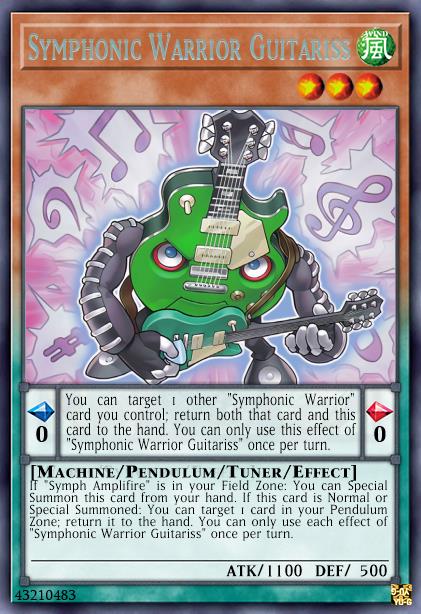 SYMPHONIC WARRIOR GUITARISS
WIND
風
You can target 1 other "Symphonic Warrior"
card you control; return both that card and this
card to the hand. You can only use this effect of
"Symphonic Warrior Guitariss" once per turn.
0
0
[MACHINE/PENDULUM/TUNER/EFFECT]
If "Symph Amplifire" is in your Field Zone: You can Special
Summon this card from your hand. If this card is Normal or
Special Summoned: You can target 1 card in your Pendulum
Zone; return it to the hand. You can only use each effect of
"Symphonic Warrior Guitariss" once per turn.
ATK/1100 DEF/ 500
43210483